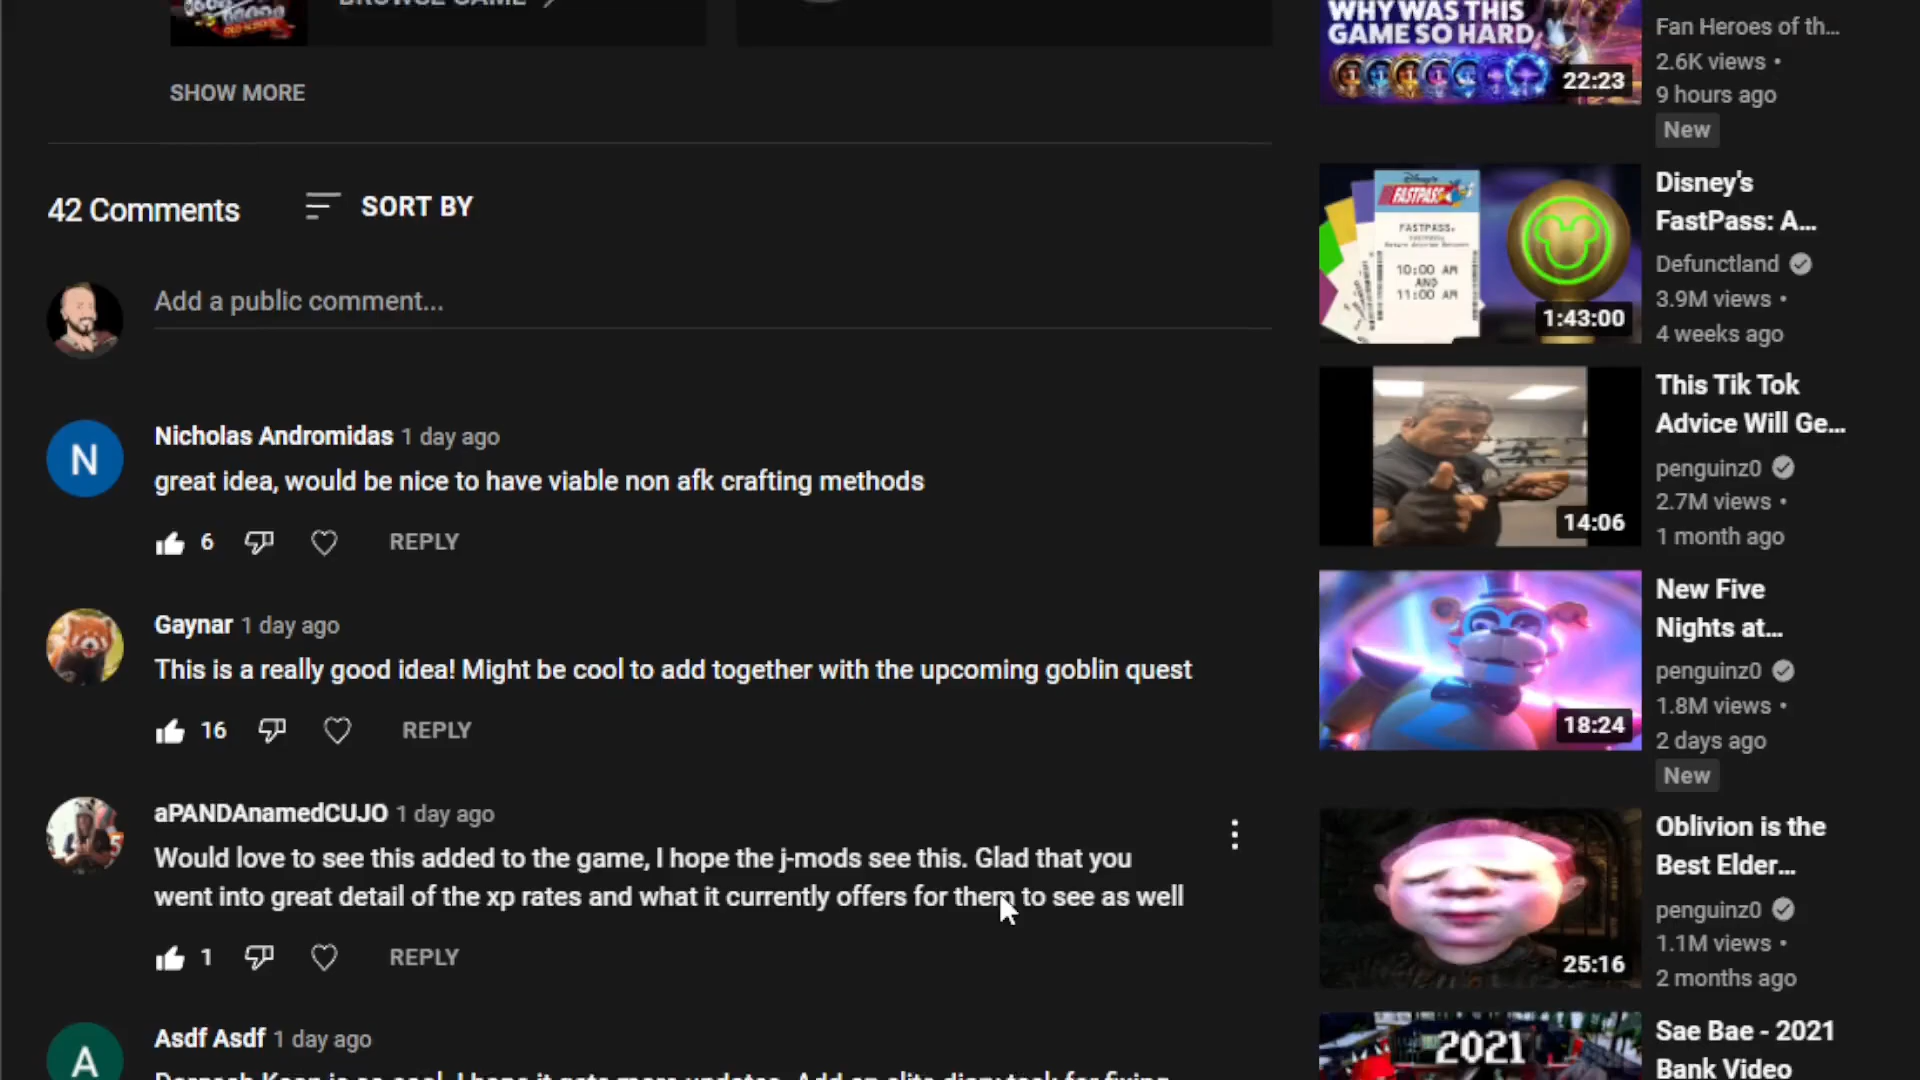 SHOW MORE
42 Comments
SORT BY
Add a public comment...
N
Nicholas Andromidas 1 day ago
great idea, would be nice to have viable non afk crafting methods
6
REPLY
Gaynar 1 day ago
This is a really good idea! Might be cool to add together with the upcoming goblin quest
16
REPLY
aPANDAnamedCUJO 1 day ago
Would love to see this added to the game, I hope the j-mods see this. Glad that you
went into great detail of the xp rates and what it currently offers for them to see as well
1
REPLY
A
Asdf Asdf 1 day ago
WHY WAS THIS
GAME SO HARD
22:23
Fan Heroes of th...
2.6K views •
9 hours ago
New
Disney's
FASTPASS
FASTPASS
10:00 AM
AND
11:00 AM
1:43:00
Disney's
FastPass: A...
Defunctland
3.9M views •
4 weeks ago
14:06
This Tik Tok
Advice Will Ge...
penguinz0
2.7M views •
1 month ago
18:24
New Five
Nights at...
penguinz0
1.8M views •
2 days ago
New
25:16
Oblivion is the
Best Elder...
penguinz0
1.1M views •
2 months ago
2021
Sae Bae - 2021
Bank Video